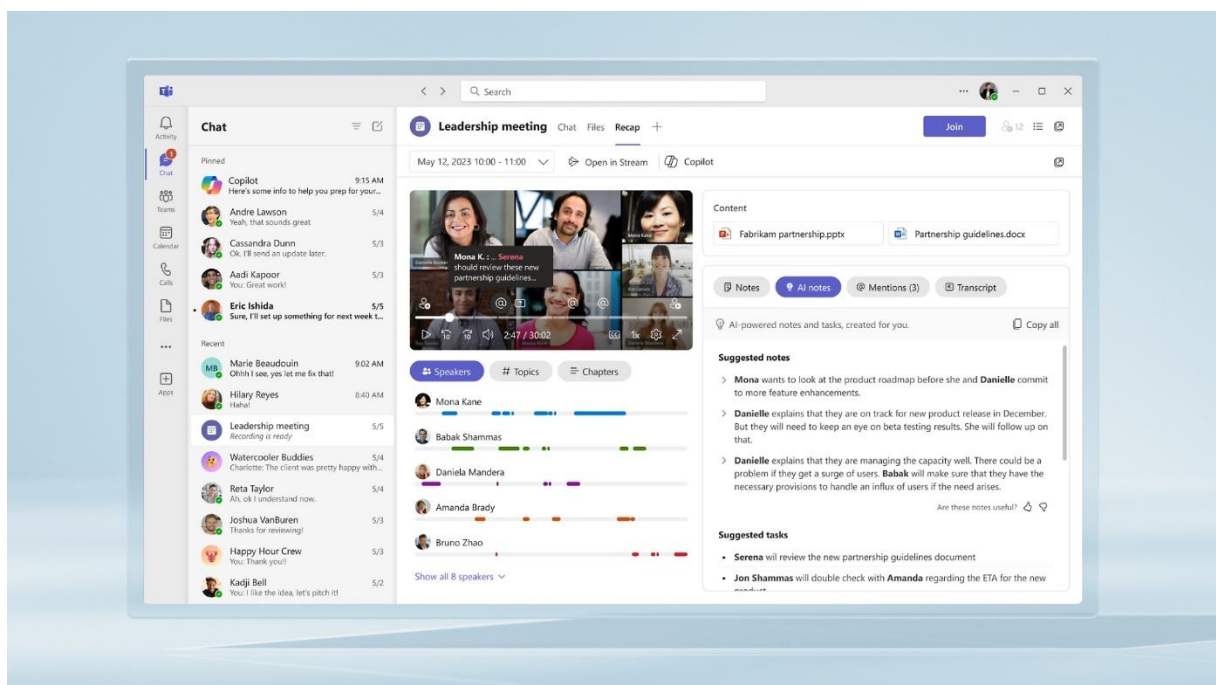 Search
Activity
Chat
Teams
Calendar
Calls
Files
Apps
Chat
Pinned
Copilot 9:15 AM
Here's some info to help you prep for your...
Andre Lawson 5/4
Yeah, that sounds great
Cassandra Dunn 5/3
Ok, I'll send an update later.
Aadi Kapoor 5/3
You: Great work!
Eric Ishida 5/5
Sure, I'll set up something for next week t...
Recent
MB
Marie Beaudouin 9:02 AM
Ohhh I see, yes let me fix that!
Hilary Reyes 8:40 AM
Haha!
Leadership meeting 5/5
Recording is ready
Watercooler Buddies 5/4
Charlotte: The client was pretty happy with...
Reta Taylor 5/4
Ah, ok I understand now.
Joshua VanBuren 5/3
Thanks for reviewing!
Happy Hour Crew 5/3
You: Thank you!!
Kadji Bell 5/2
You: I like the idea, let's pitch it!
Leadership meeting Chat Files Recap
Join 12
May 12, 2023 10:00 - 11:00 Open in Stream Copilot
Mona Kane
Mona K. : ... Serena
should review these new
partnership guidelines...
2:47 / 30:02 1x
Speakers # Topics Chapters
Mona Kane
Babak Shammas
Daniela Mandera
Amanda Brady
Bruno Zhao
Show all 8 speakers
Content
Fabrikam partnership.pptx Partnership guidelines.docx
Notes AI notes Mentions (3) Transcript
AI-powered notes and tasks, created for you. Copy all
Suggested notes
Mona wants to look at the product roadmap before she and Danielle commit
to more feature enhancements.
Danielle explains that they are on track for new product release in December.
But they will need to keep an eye on beta testing results. She will follow up on
that.
Danielle explains that they are managing the capacity well. There could be a
problem if they get a surge of users. Babak will make sure that they have the
necessary provisions to handle an influx of users if the need arises.
Are these notes useful?
Suggested tasks
Serena wil review the new partnership guidelines document
Jon Shammas will double check with Amanda regarding the ETA for the new
product